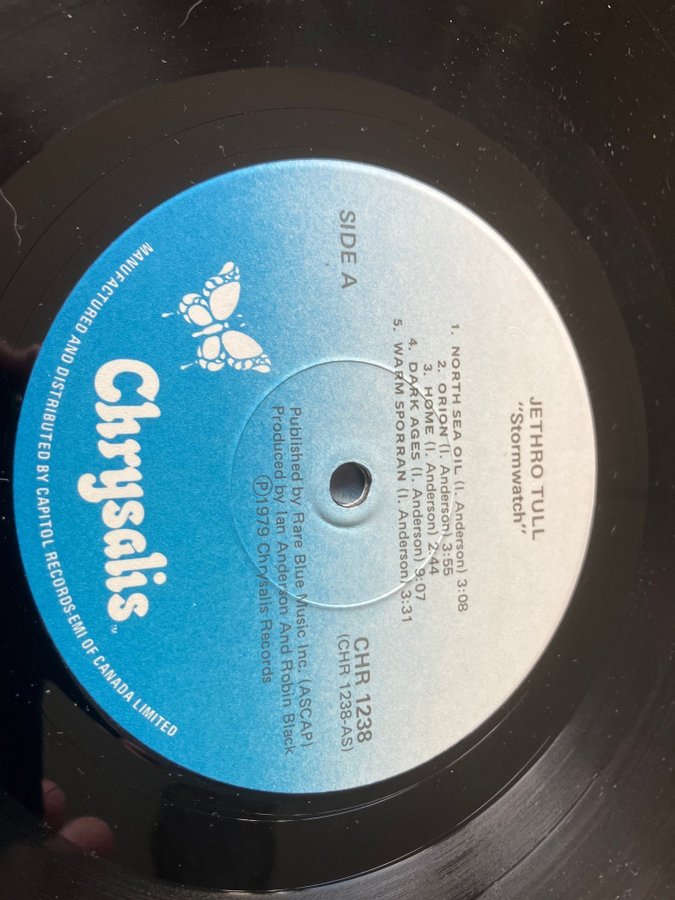 JETHRO TULL
"Stormwatch"
SIDE A
CHR 1238
(CHR 1238-AS)
1. NORTH SEA OIL (I. Anderson) 3:08
2. ORION (I. Anderson) 3:55
3. HOME (I. Anderson) 2:44
4. DARK AGES (I. Anderson) 9:07
5. WARM SPORRAN (I. Anderson) 3:31
Published by Rare Blue Music Inc. (ASCAP)
Produced by Ian Anderson And Robin Black
Ⓟ1979 Chrysalis Records
Chrysalis™
MANUFACTURED AND DISTRIBUTED BY CAPITOL RECORDS-EMI OF CANADA LIMITED